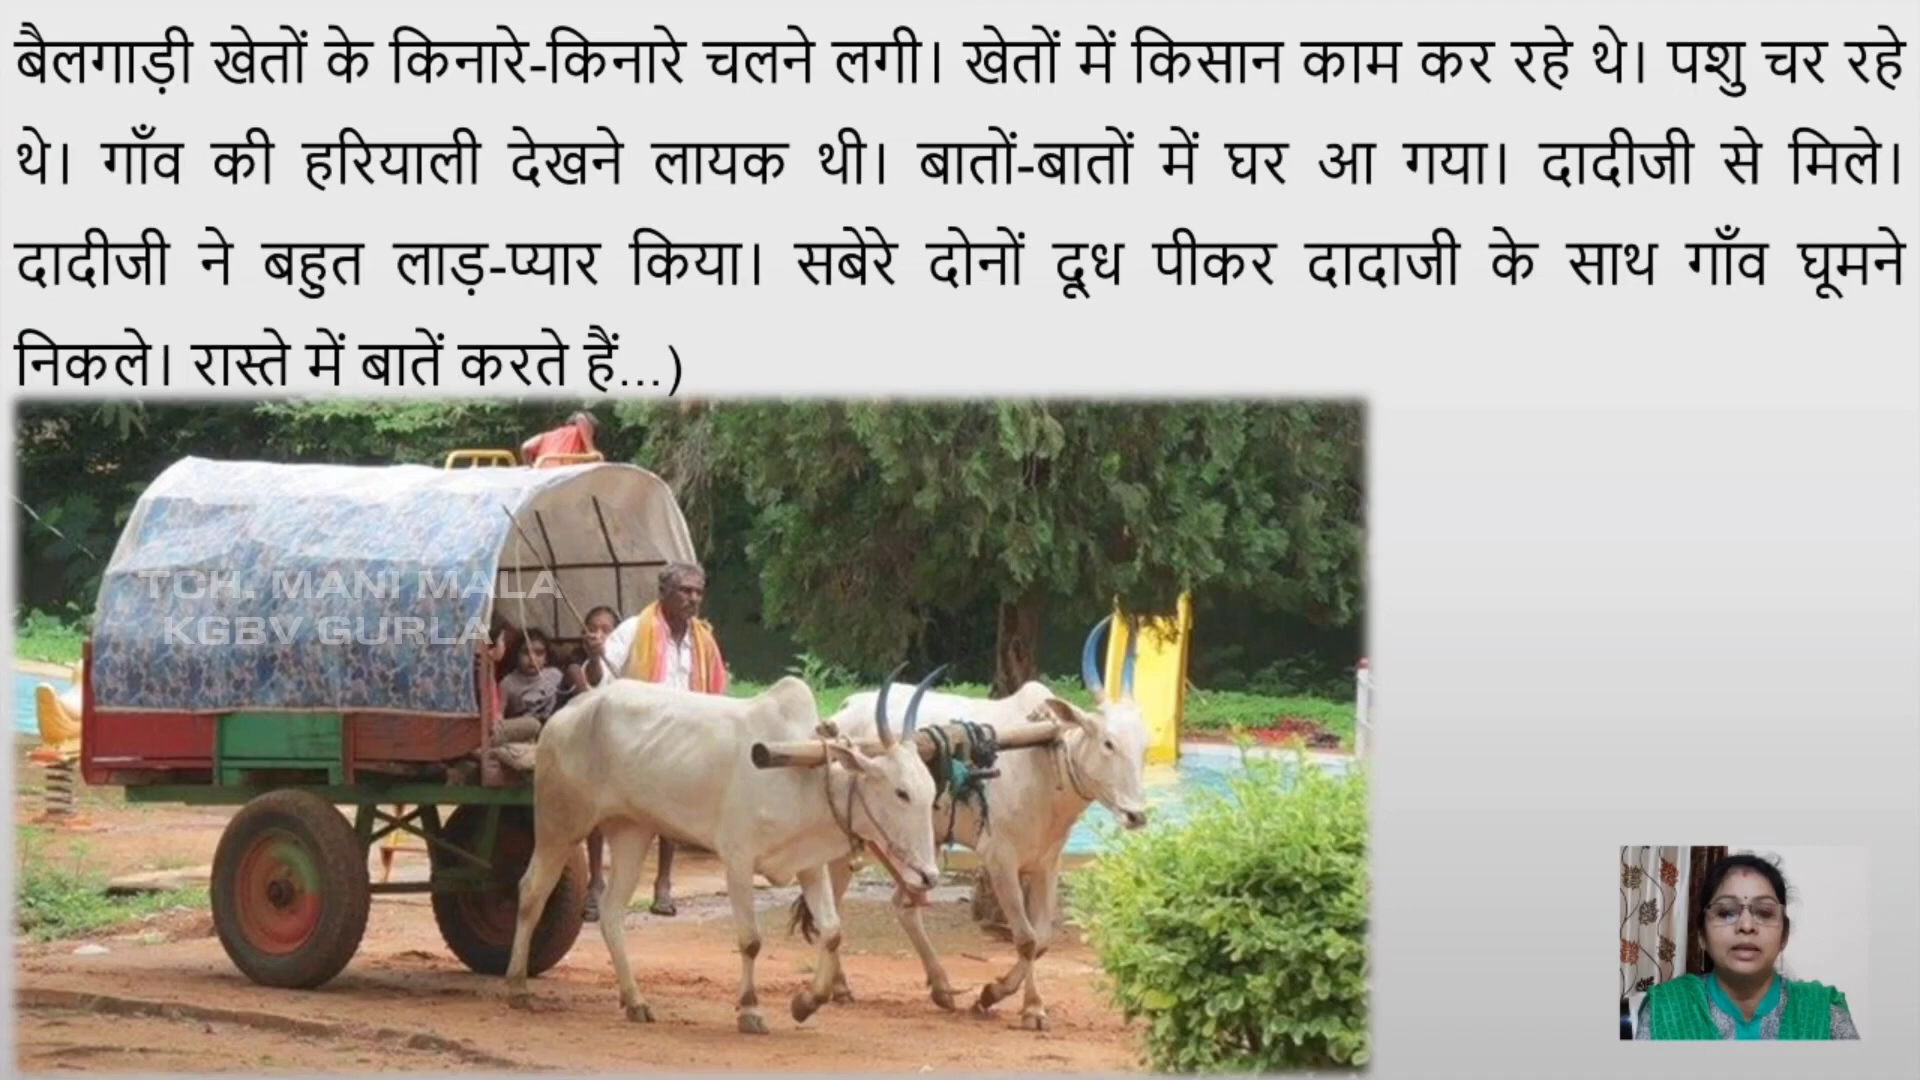 बैलगाड़ी खेतों के किनारे-किनारे चलने लगी। खेतों में किसान काम कर रहे थे। पशु चर रहे
थे। गाँव की हरियाली देखने लायक थी। बातों-बातों में घर आ गया। दादीजी से मिले।
दादीजी ने बहुत लाड़-प्यार किया। सबेरे दोनों दूध पीकर दादाजी के साथ गाँव घूमने
निकले। रास्ते में बातें करते हैं...)
TCH. MANI MALA
KGBV GURLA